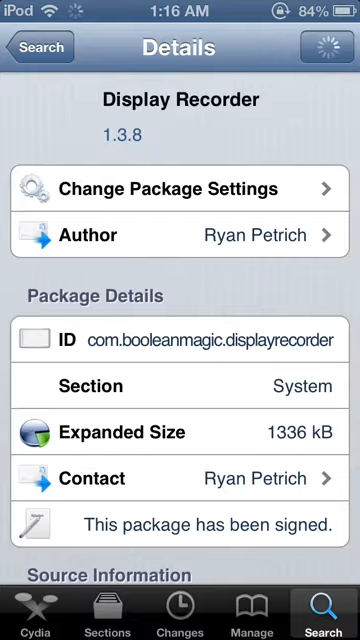 iPod 1:16 AM 84%
Search Details
Display Recorder
1.3.8
Change Package Settings
Author Ryan Petrich
Package Details
ID com.booleanmagic.displayrecorder
Section System
Expanded Size 1336 kB
Contact Ryan Petrich
This package has been signed.
Source Information
Cydia Sections Changes Manage Search